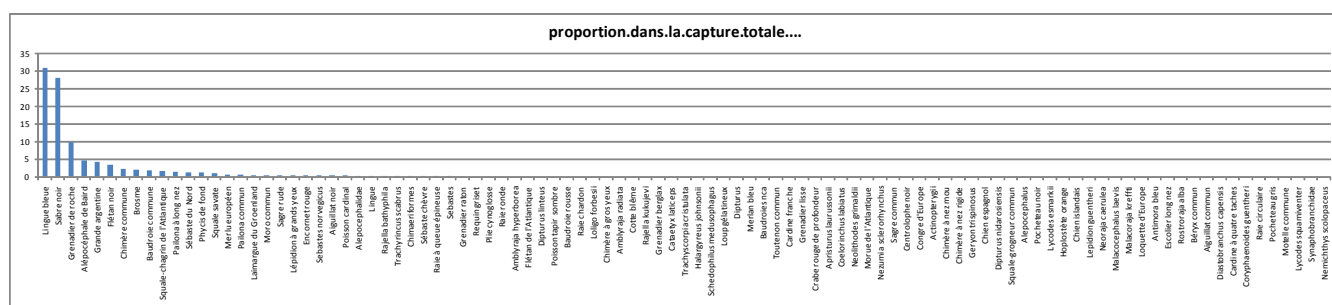 proportion.dans.la.capture.totale....
35
30
25
20
15
10
5
0
Lingue bleue
Sabre noir
Grenadier de roche
Alépocéphale de Baird
Grande argentine
Flétan noir
Chimère commune
Brosme
Baudroie commune
Squale-chagrin de l'Atlantique
Pailona à long nez
Sébaste du Nord
Phycis de fond
Squale savate
Merlu européen
Pailona commun
Laimargue du Groenland
Moro commun
Sagre rude
Lépidion à grands yeux
Encornet rouge
Sebastes norvegicus
Aiguillat noir
Poisson cardinal
Alepocephalidae
Lingue
Rajella bathyphila
Trachyrincus scabrus
Chimaeriformes
Sébaste chèvre
Raie à queue épineuse
Sebastes
Grenadier raton
Requin griset
Plie cynoglosse
Raie ronde
Amblyraja hyperborea
Flétan de l'Atlantique
Dipturus linteus
Poisson tapir sombre
Baudroie rousse
Raie chardon
Loligo forbesii
Chimère à gros yeux
Amblyraja radiata
Cotte blême
Rajella kukujevi
Grenadier berglax
Cataetyx laticeps
Trachyscorpia cristulata
Halargyreus johnsonii
Schedophilus medusophagus
Loup gélatineux
Dipturus
Merlan bleu
Baudroies nca
Toutenon commun
Cardine franche
Grenadier lisse
Crabe rouge de profondeur
Apristurus laurussonii
Coelorinchus labiatus
Neolithodes grimaldii
Morue de l'Atlantique
Nezumia sclerorhynchus
Sagre commun
Centrolophe noir
Congre d'Europe
Actinopterygii
Chimère à nez mou
Chimère à nez rigide
Geryon trispinosus
Chien espagnol
Dipturus nidarosiensis
Squale-grogneur commun
Alepocephalus
Pocheteau noir
Lycodes esmarkii
Hoplostète orange
Chien islandais
Lepidion guentheri
Neoraja caerulea
Malacocephalus laevis
Malacoraja kreffti
Loquette d'Europe
Antimora bleu
Escolier long nez
Rostroraja alba
Béryx commun
Aiguillat commun
Diastobranchus capensis
Cardine à quatre taches
Coryphaenoides guentheri
Raie circulaire
Pocheteau gris
Motelle commune
Lycodes squamiventer
Synaphobranchidae
Nemichthys scolopaceus